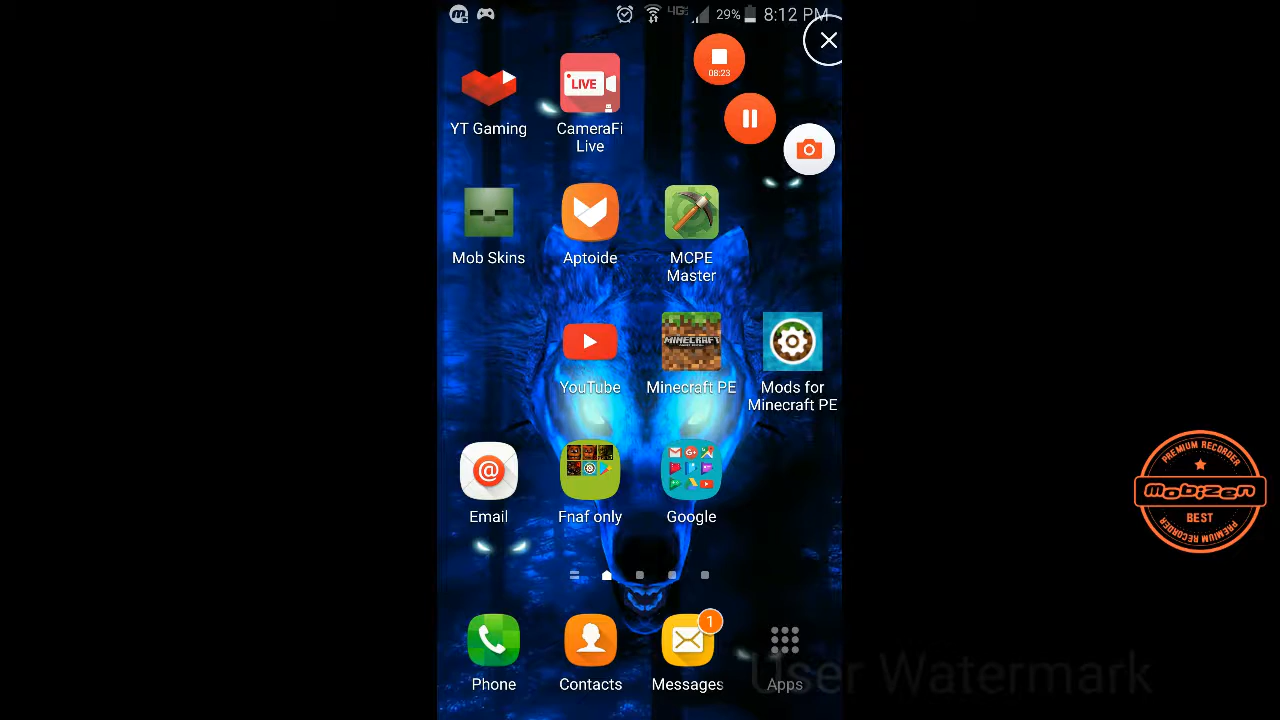 4G 29% 8:12 PM
08:23
LIVE
YT Gaming
CameraFi
Live
Mob Skins
Aptoide
MCPE
Master
MINECRAFT
YouTube
Minecraft PE
Mods for
Minecraft PE
Email
Fnaf only
Google
PREMIUM RECORDER
mobizen
BEST
PREMIUM RECORDER
1
Phone
Contacts
Messages
Apps
User Watermark